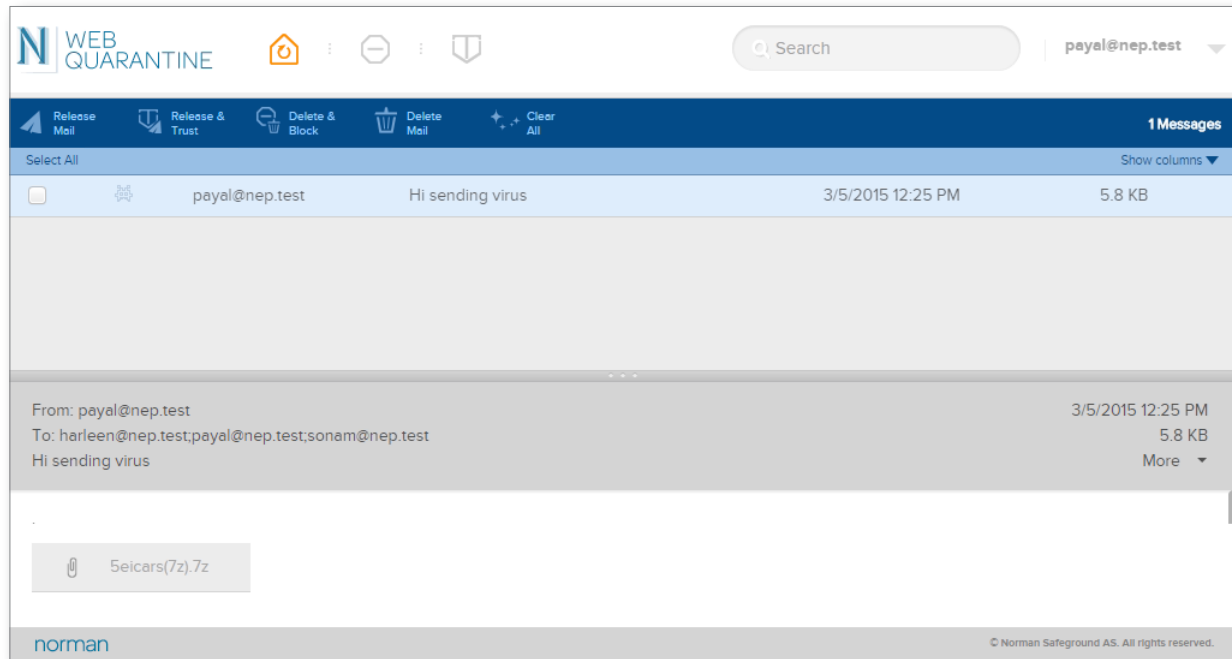 N WEB
QUARANTINE
Search
payal@nep.test
Release
Mail
Release &
Trust
Delete &
Block
Delete
Mail
Clear
All
1 Messages
Select All
Show columns
payal@nep.test Hi sending virus 3/5/2015 12:25 PM 5.8 KB
From: payal@nep.test 3/5/2015 12:25 PM
To: harleen@nep.test;payal@nep.test;sonam@nep.test 5.8 KB
Hi sending virus More
.
5eicars(7z).7z
norman © Norman Safeground AS. All rights reserved.